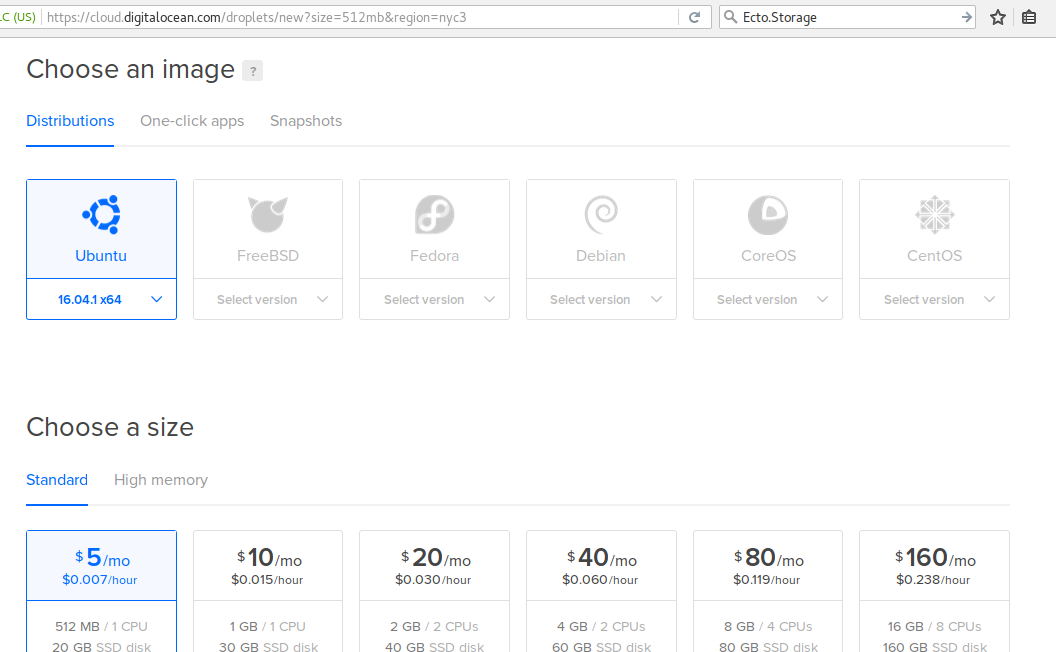 LC (US) https://cloud.digitalocean.com/droplets/new?size=512mb&region=nyc3 Ecto.Storage
Choose an image ?
Distributions One-click apps Snapshots
Ubuntu FreeBSD Fedora Debian CoreOS CentOS
16.04.1 x64 Select version Select version Select version Select version Select version
Choose a size
Standard High memory
$5/mo $10/mo $20/mo $40/mo $80/mo $160/mo
$0.007/hour $0.015/hour $0.030/hour $0.060/hour $0.119/hour $0.238/hour
512 MB / 1 CPU 1 GB / 1 CPU 2 GB / 2 CPUs 4 GB / 2 CPUs 8 GB / 4 CPUs 16 GB / 8 CPUs
20 GB SSD disk 30 GB SSD disk 40 GB SSD disk 60 GB SSD disk 80 GB SSD disk 160 GB SSD disk